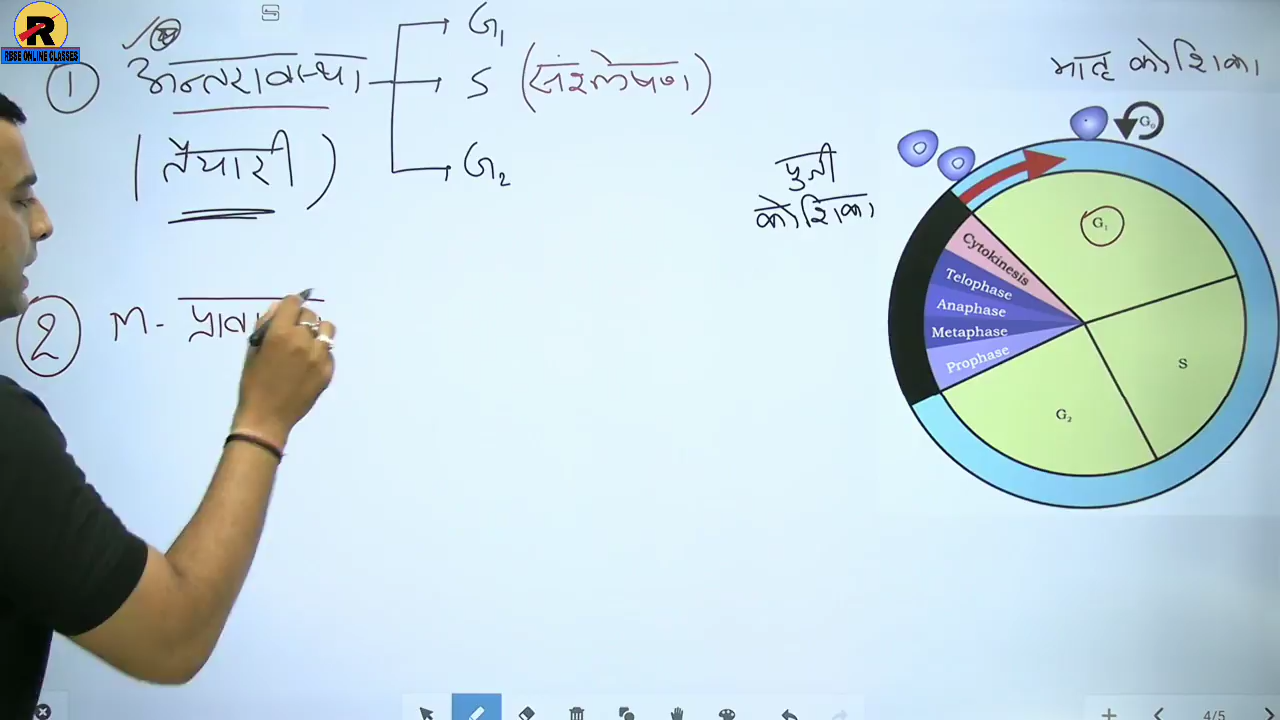 R
RBSE ONLINE CLASSES
S
① अन्तरावस्था
G₁
S (संश्लेषण)
G₂
(तैयारी)
② M-
मातृ कोशिका
पुत्री
कोशिका
G₀
G₁
Cytokinesis
Telophase
Anaphase
Metaphase
Prophase
S
G₂
4/5